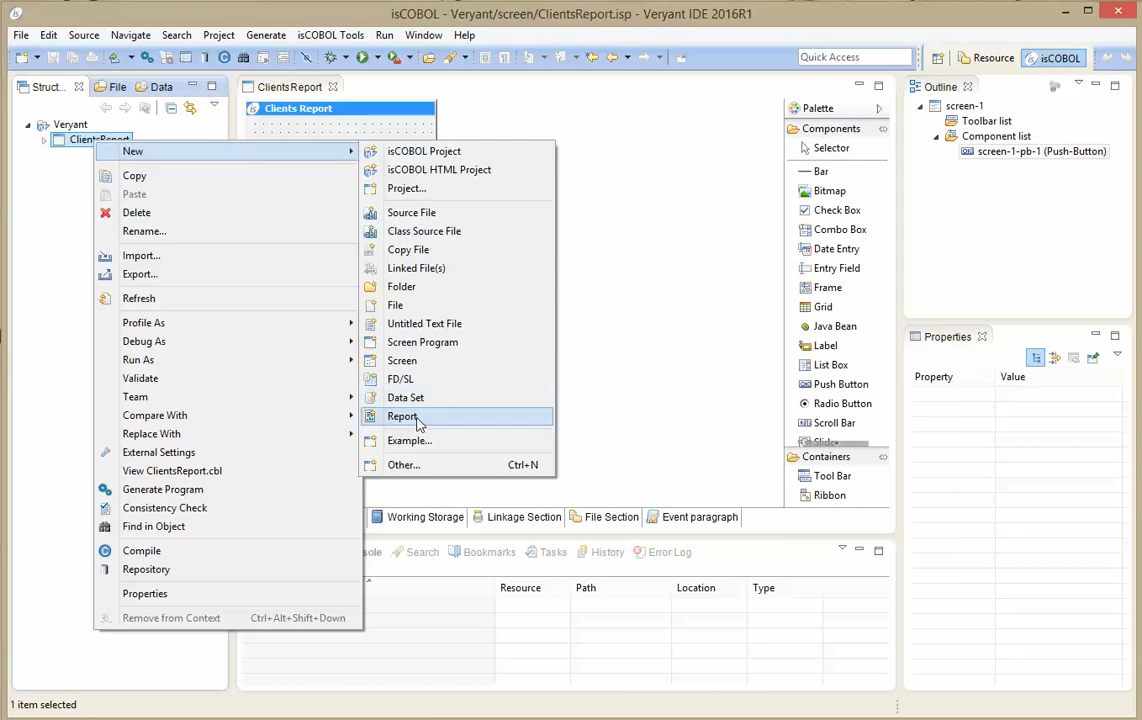 isCOBOL - Veryant/screen/ClientsReport.isp - Veryant IDE 2016R1
File Edit Source Navigate Search Project Generate isCOBOL Tools Run Window Help
Quick Access
Resource
isCOBOL
Struct...
File
Data
Veryant
ClientsReport
ClientsReport
Clients Report
New
Copy
Paste
Delete
Rename...
Import...
Export...
Refresh
Profile As
Debug As
Run As
Validate
Team
Compare With
Replace With
External Settings
View ClientsReport.cbl
Generate Program
Consistency Check
Find in Object
Compile
Repository
Properties
Remove from Context Ctrl+Alt+Shift+Down
isCOBOL Project
isCOBOL HTML Project
Project...
Source File
Class Source File
Copy File
Linked File(s)
Folder
File
Untitled Text File
Screen Program
Screen
FD/SL
Data Set
Report
Example...
Other... Ctrl+N
Palette
Components
Selector
Bar
Bitmap
Check Box
Combo Box
Date Entry
Entry Field
Frame
Grid
Java Bean
Label
List Box
Push Button
Radio Button
Scroll Bar
Containers
Tool Bar
Ribbon
Working Storage
Linkage Section
File Section
Event paragraph
Search
Bookmarks
Tasks
History
Error Log
Resource Path Location Type
Outline
screen-1
Toolbar list
Component list
screen-1-pb-1 (Push-Button)
Properties
Property Value
1 item selected